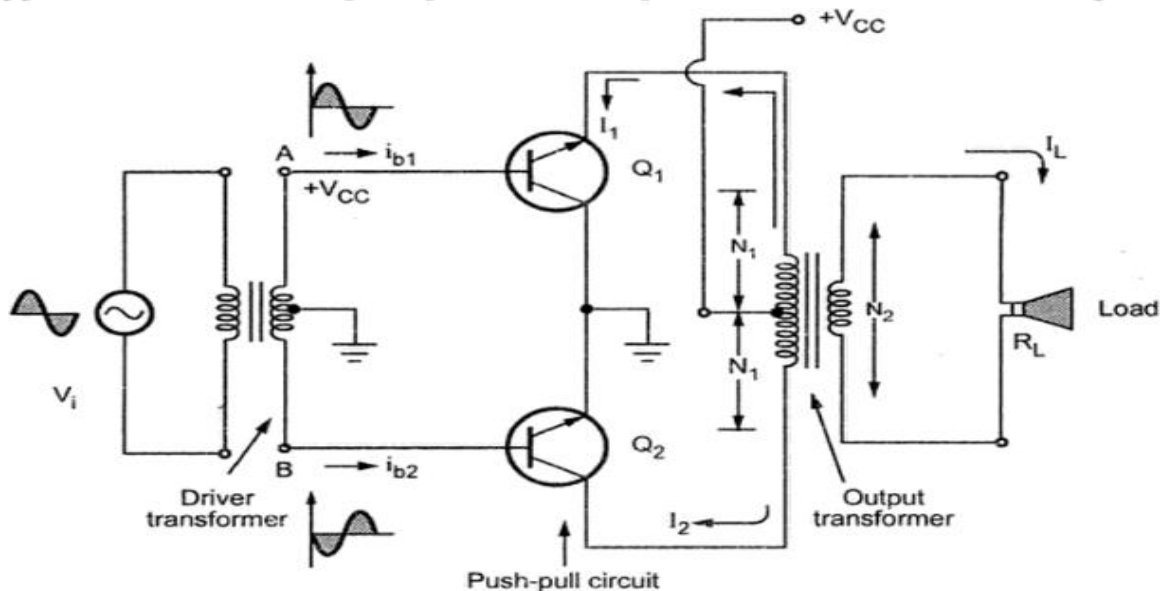 +VCC
I1
A
ib1
Q1
IL
+VCC
N1
N2
Load
N1
RL
Vi
Q2
B
ib2
Driver
transformer
I2
Output
transformer
Push-pull circuit